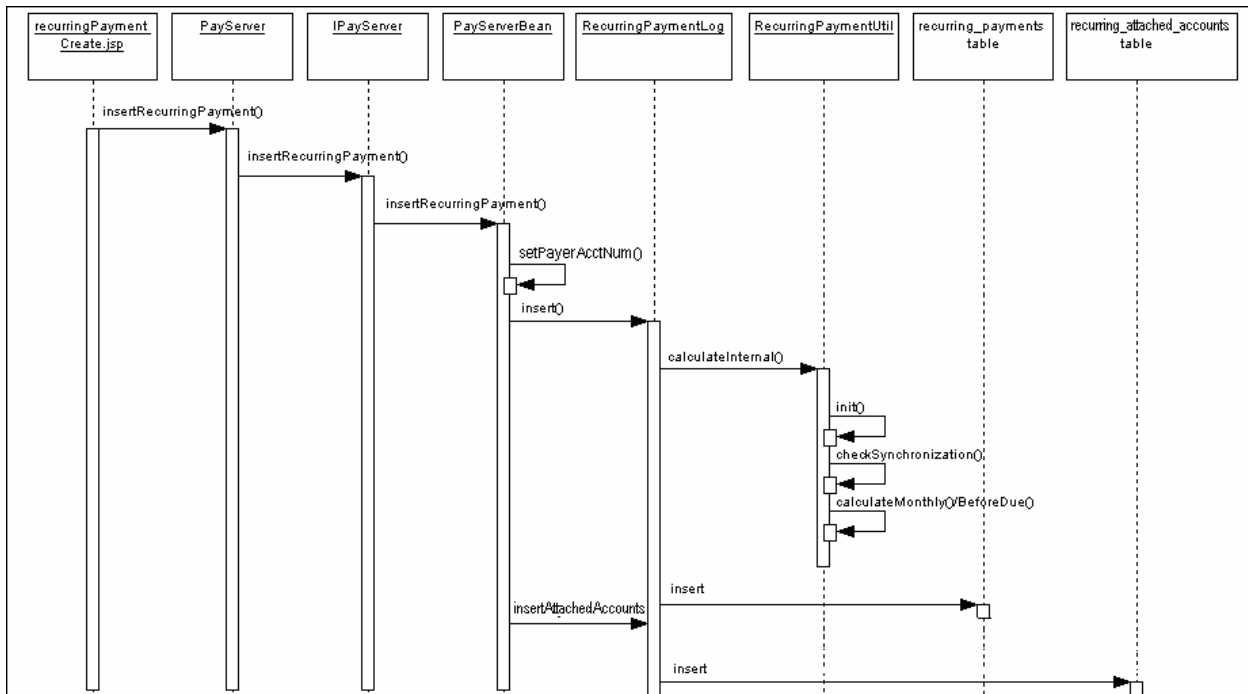 recurringPayment
Create.jsp
PayServer
IPayServer
PayServerBean
RecurringPaymentLog
RecurringPaymentUtil
recurring_payments
table
recurring_attached_accounts
table
insertRecurringPayment()
insertRecurringPayment()
insertRecurringPayment()
setPayerAcctNum()
insert()
calculateInternal()
init()
checkSynchronization()
calculateMonthly()/BeforeDue()
insert
insertAttachedAccounts
insert